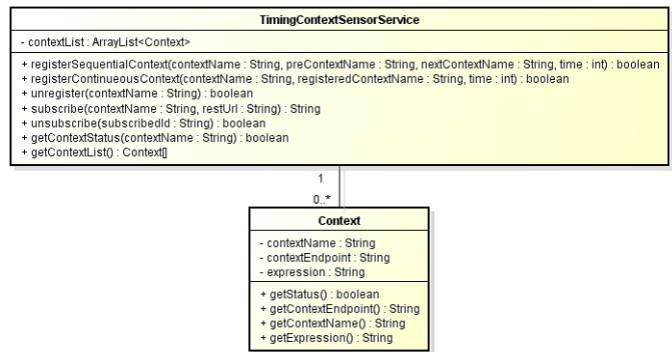 TimingContextSensorService
- contextList : ArrayList<Context>
+ registerSequentialContext(contextName : String, preContextName : String, nextContextName : String, time : int) : boolean
+ registerContinueousContext(contextName : String, registeredContextName : String, time : int) : boolean
+ unregister(contextName : String) : boolean
+ subscribe(contextName : String, restUrl : String) : String
+ unsubscribe(subscribedId : String) : boolean
+ getContextStatus(contextName : String) : boolean
+ getContextList() : Context[]
1
0..*
Context
- contextName : String
- contextEndpoint : String
- expression : String
+ getStatus() : boolean
+ getContextEndpoint() : String
+ getContextName() : String
+ getExpression() : String